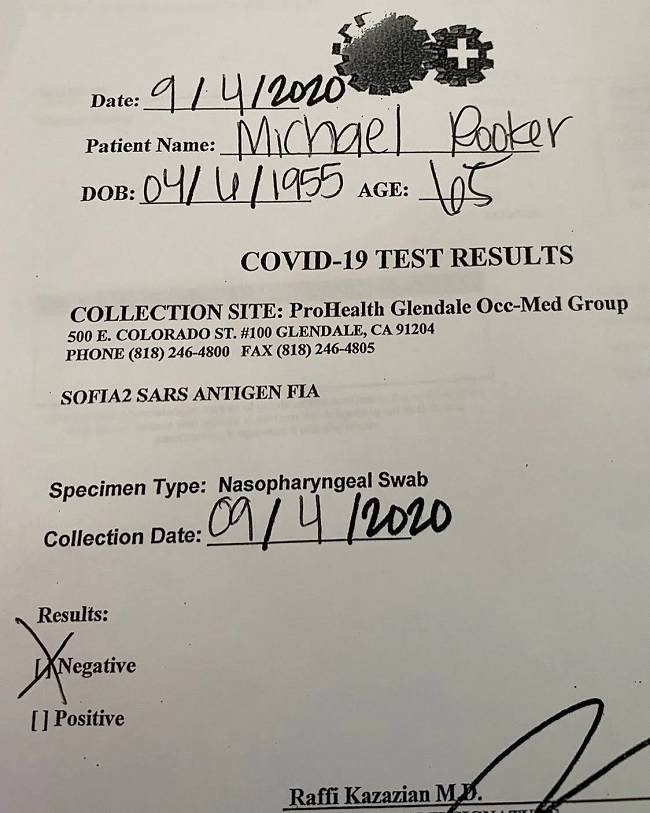 Date: 9/4/2020
Patient Name: Michael Rooker
DOB: 04/6/1955 AGE: 65
COVID-19 TEST RESULTS
COLLECTION SITE: ProHealth Glendale Occ-Med Group
500 E. COLORADO ST. #100 GLENDALE, CA 91204
PHONE (818) 246-4800 FAX (818) 246-4805
SOFIA2 SARS ANTIGEN FIA
Specimen Type: Nasopharyngeal Swab
Collection Date: 09/4/2020
Results:
[X] Negative
[ ] Positive
Raffi Kazazian M.D.